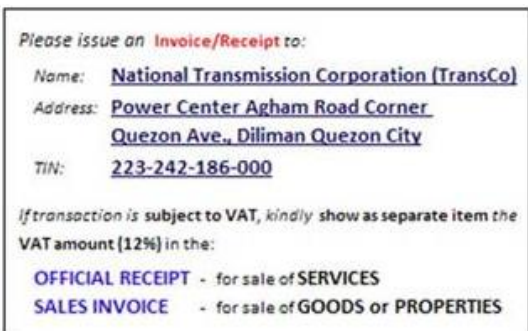 Please issue an Invoice/Receipt to:
Name: National Transmission Corporation (TransCo)
Address: Power Center Agham Road Corner
Quezon Ave., Diliman Quezon City
TIN: 223-242-186-000
If transaction is subject to VAT, kindly show as separate item the
VAT amount (12%) in the:
OFFICIAL RECEIPT - for sale of SERVICES
SALES INVOICE - for sale of GOODS or PROPERTIES